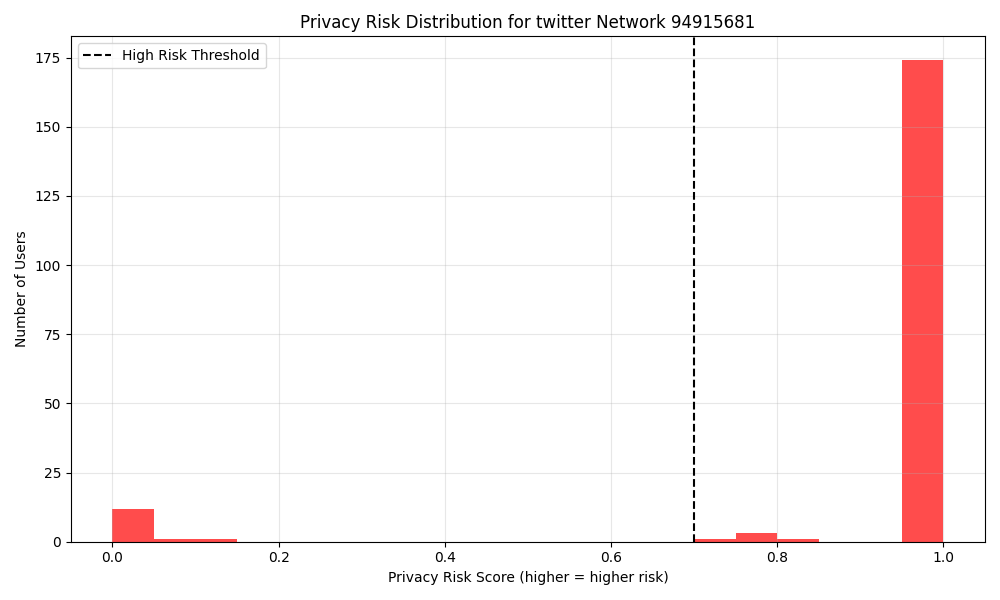 Privacy Risk Distribution for twitter Network 94915681
High Risk Threshold
175
150
125
100
75
50
25
0
Number of Users
0.0 0.2 0.4 0.6 0.8 1.0
Privacy Risk Score (higher = higher risk)